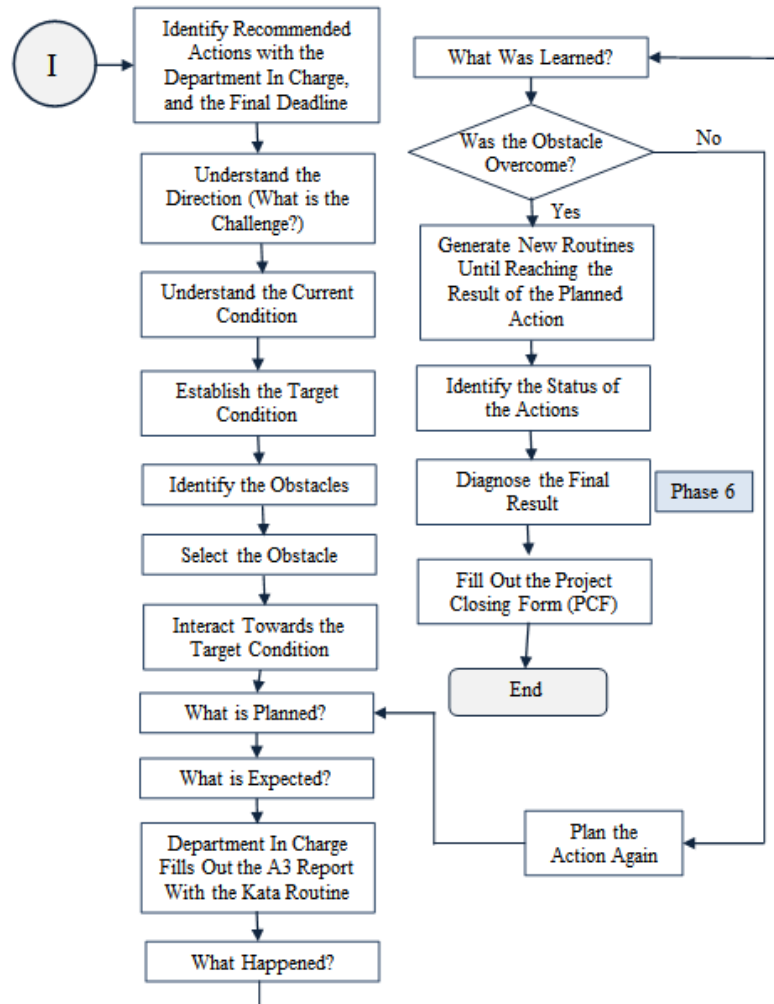 I
Identify Recommended
Actions with the
Department In Charge,
and the Final Deadline
Understand the
Direction (What is the
Challenge?)
Understand the Current
Condition
Establish the Target
Condition
Identify the Obstacles
Select the Obstacle
Interact Towards the
Target Condition
What is Planned?
What is Expected?
Department In Charge
Fills Out the A3 Report
With the Kata Routine
What Happened?
What Was Learned?
Was the Obstacle
Overcome?
No
Yes
Generate New Routines
Until Reaching the
Result of the Planned
Action
Identify the Status of
the Actions
Diagnose the Final
Result
Phase 6
Fill Out the Project
Closing Form (PCF)
End
Plan the
Action Again